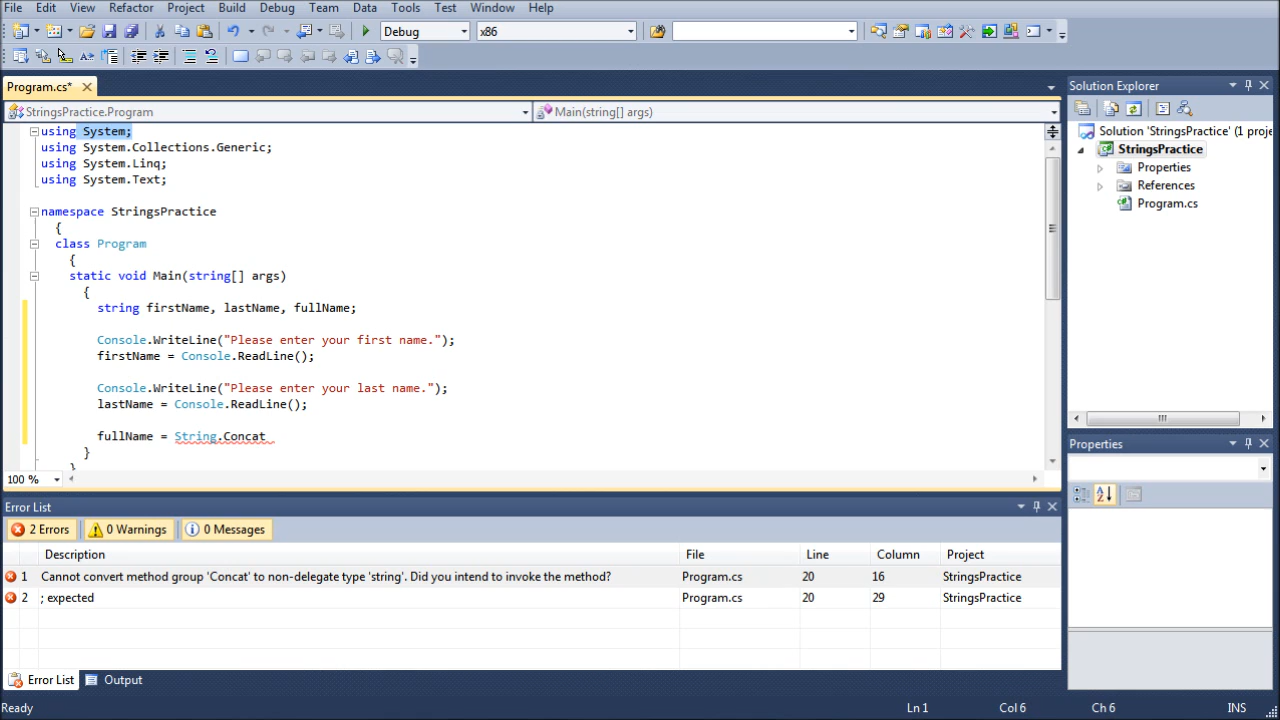 File Edit View Refactor Project Build Debug Team Data Tools Test Window Help
Debug x86
Program.cs*
Solution Explorer
StringsPractice.Program Main(string[] args)
using System;
using System.Collections.Generic;
using System.Linq;
using System.Text;
namespace StringsPractice
{
class Program
{
static void Main(string[] args)
{
string firstName, lastName, fullName;
Console.WriteLine("Please enter your first name.");
firstName = Console.ReadLine();
Console.WriteLine("Please enter your last name.");
lastName = Console.ReadLine();
fullName = String.Concat
}
}
100 %
Solution 'StringsPractice' (1 proje
StringsPractice
Properties
References
Program.cs
Properties
Error List
2 Errors 0 Warnings 0 Messages
Description File Line Column Project
1 Cannot convert method group 'Concat' to non-delegate type 'string'. Did you intend to invoke the method? Program.cs 20 16 StringsPractice
2 ; expected Program.cs 20 29 StringsPractice
Error List Output
Ready Ln 1 Col 6 Ch 6 INS